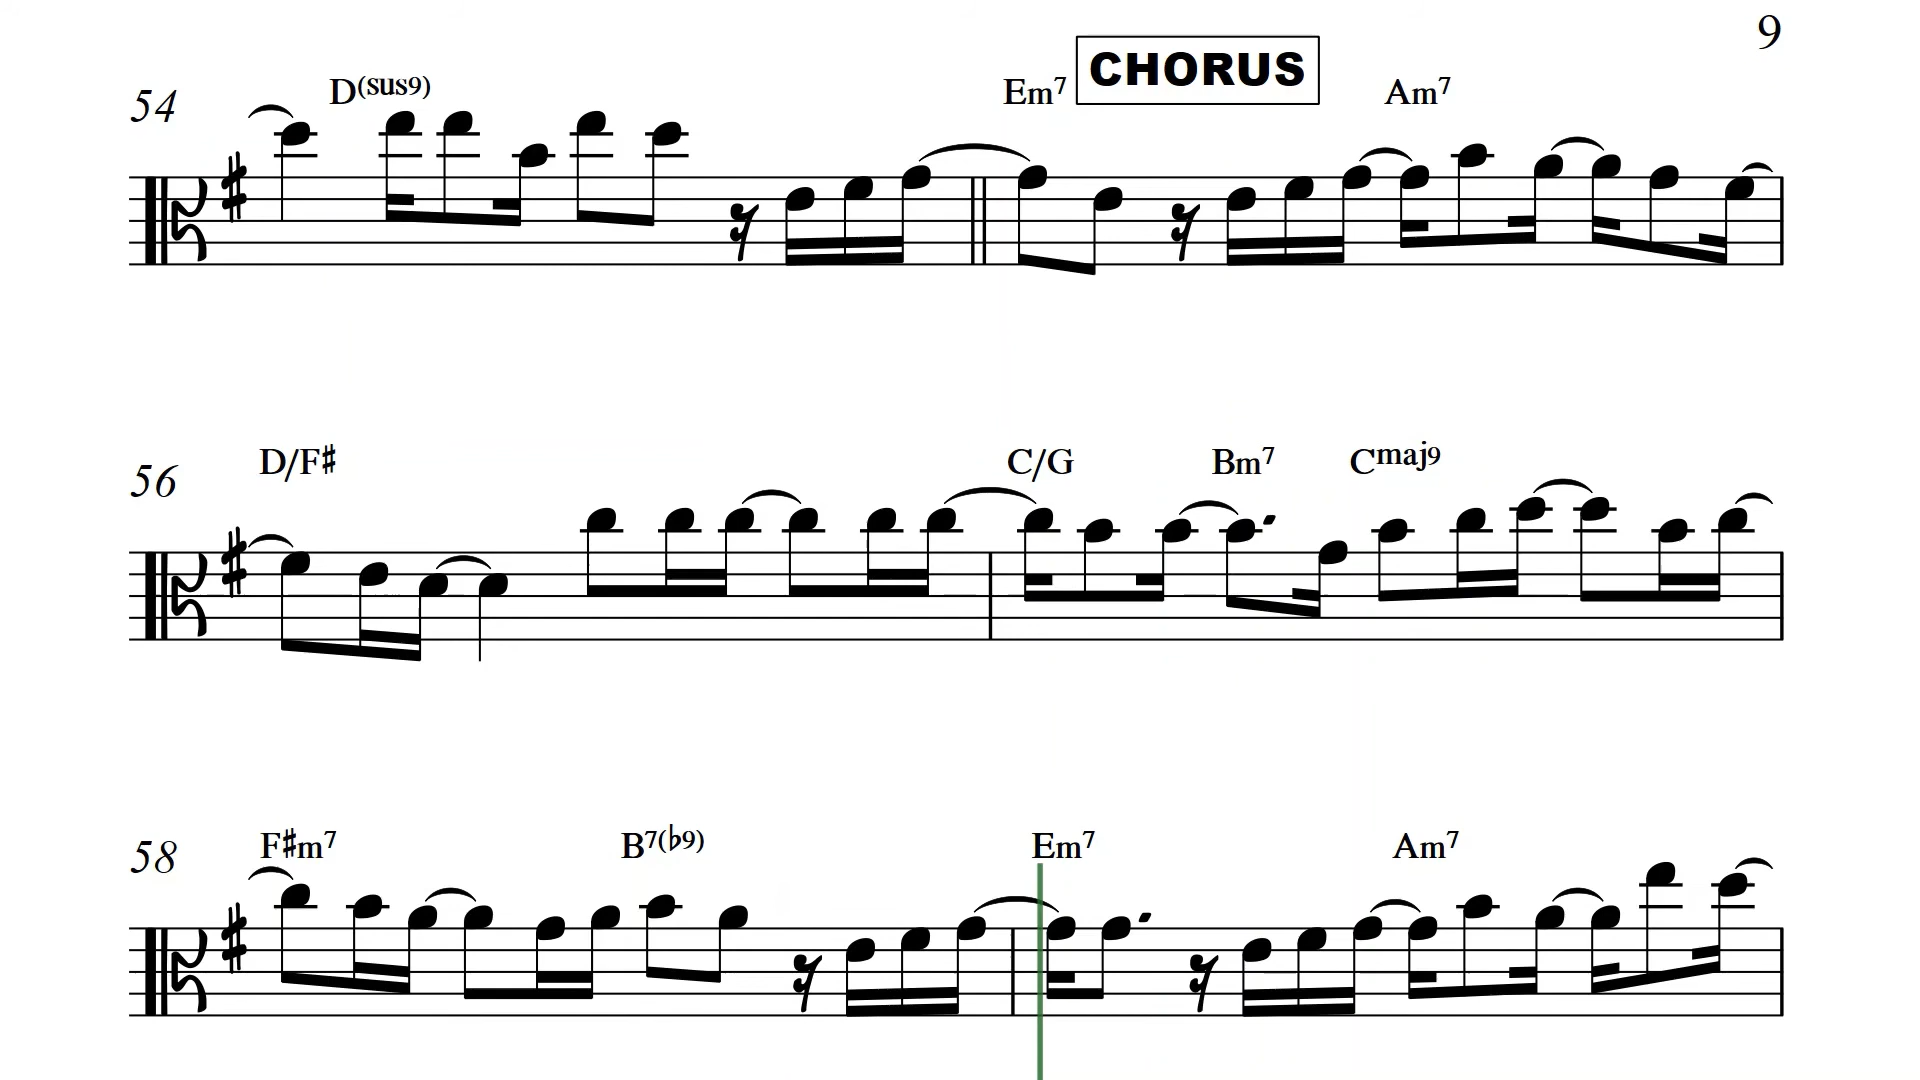 9
CHORUS
54 D(sus9) Em7 Am7
56 D/F♯ C/G Bm7 Cmaj9
58 F♯m7 B7(♭9) Em7 Am7